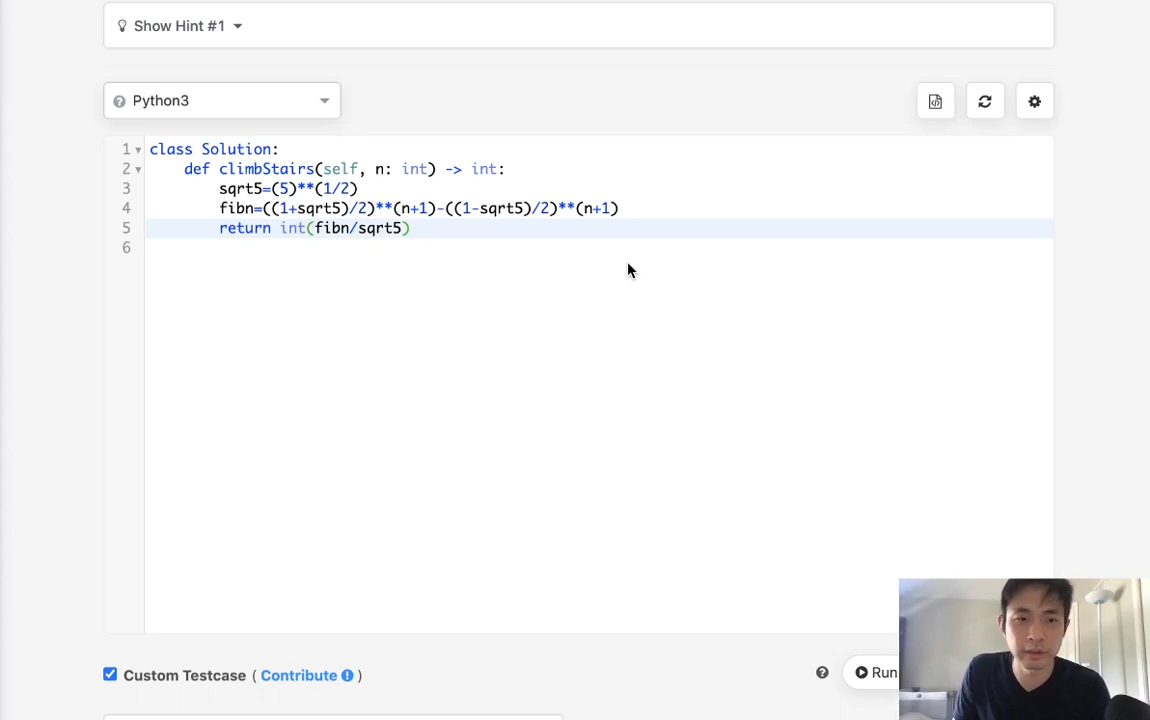 Show Hint #1
Python3
1 class Solution:
2 def climbStairs(self, n: int) -> int:
3 sqrt5=(5)**(1/2)
4 fibn=((1+sqrt5)/2)**(n+1)-((1-sqrt5)/2)**(n+1)
5 return int(fibn/sqrt5)
6
Custom Testcase ( Contribute )
Run